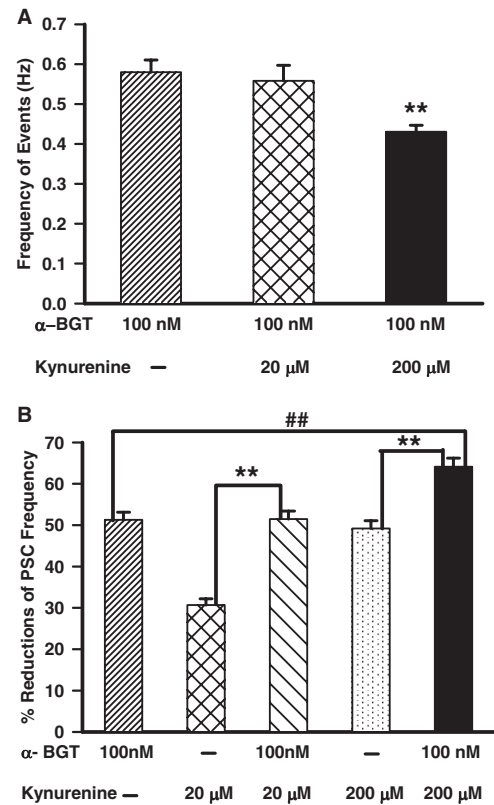 A
Frequency of Events (Hz)
0.7
0.6
0.5
0.4
0.3
0.2
0.1
0.0
**
α–BGT 100 nM 100 nM 100 nM
Kynurenine – 20 μM 200 μM
B
% Reductions of PSC Frequency
70
60
50
40
30
20
10
0
##
**
**
α- BGT 100nM – 100nM – 100 nM
Kynurenine – 20 μM 20 μM 200 μM 200 μM